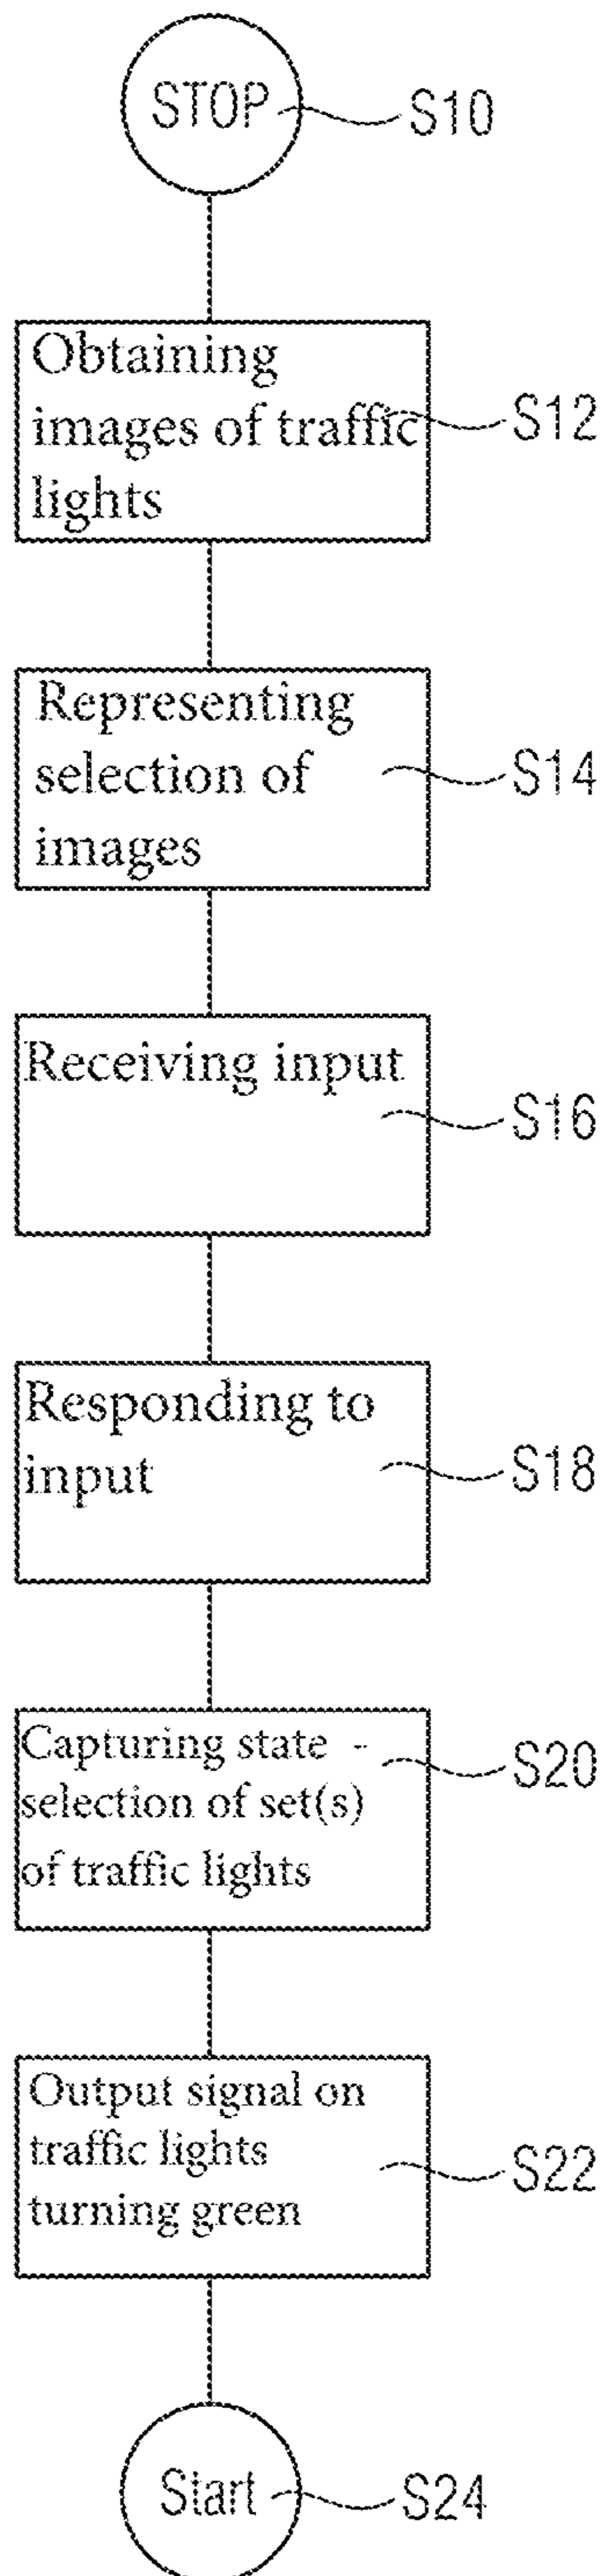 STOP
S10
Obtaining
images of traffic
lights
S12
Representing
selection of
images
S14
Receiving input
S16
Responding to
input
S18
Capturing state -
selection of set(s)
of traffic lights
S20
Output signal on
traffic lights
turning green
S22
Start
S24